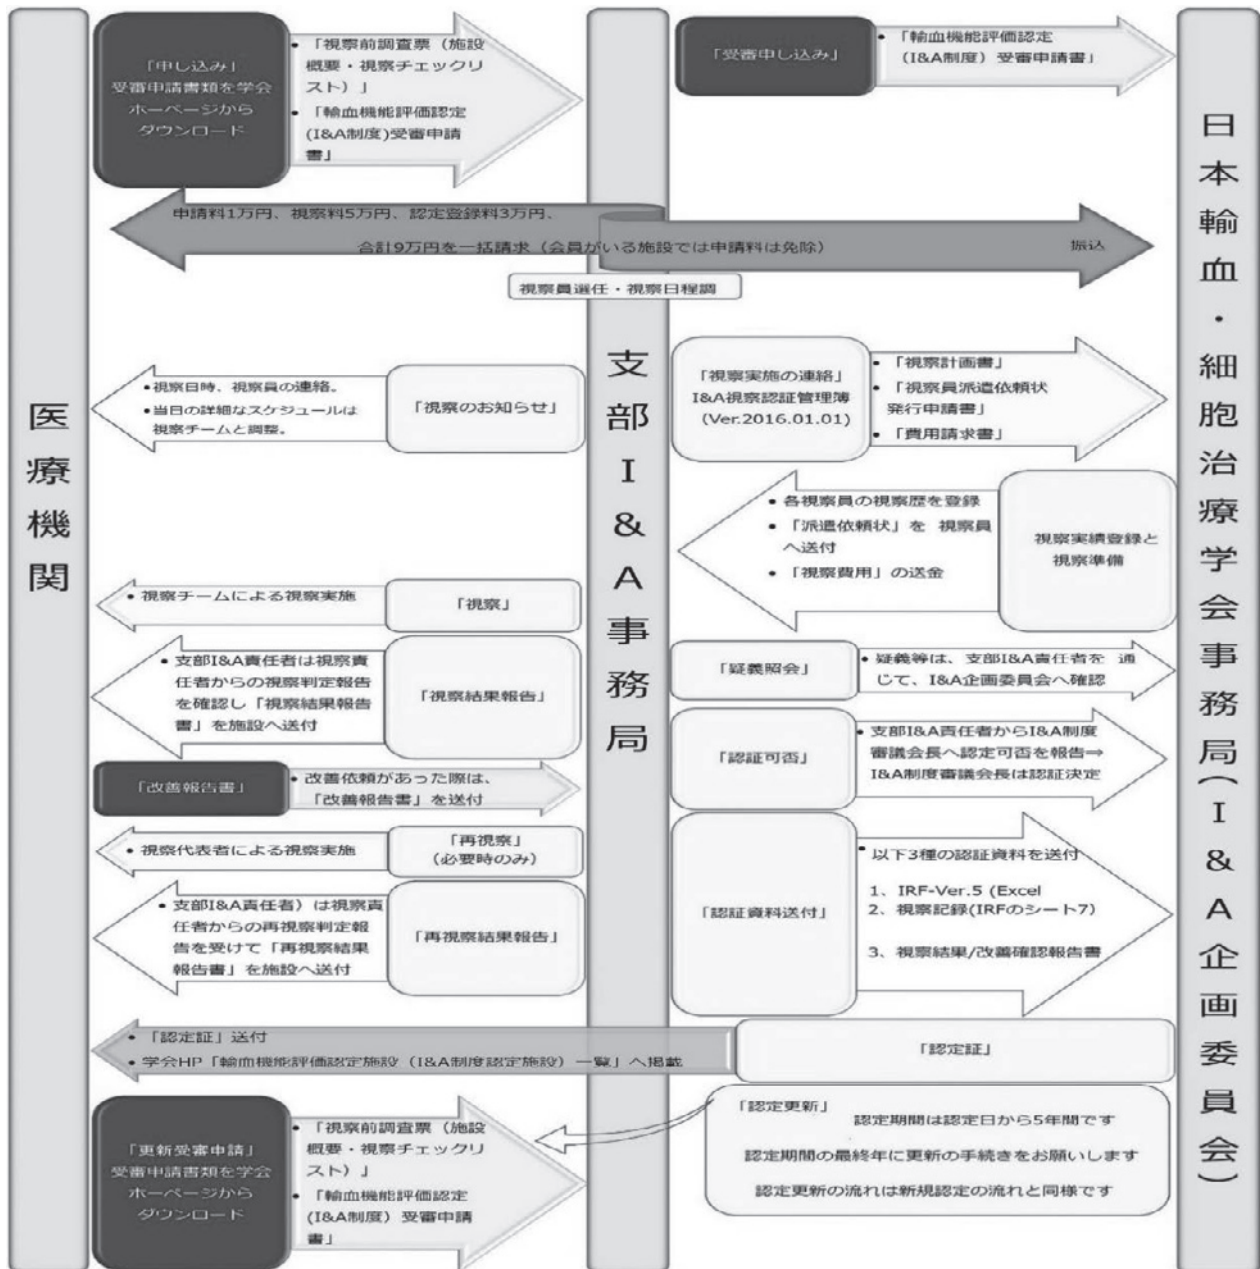 「申し込み」
受審申請書類を学会
ホーページから
ダウンロード
• 「視察前調査票（施設
概要・視察チェックリ
スト）」
• 「輸血機能評価認定
(I&A制度)受審申請
書」
「受審申し込み」
• 「輸血機能評価認定
（I&A制度）受審申請書」
申請料1万円、視察料5万円、認定登録料3万円、
合計9万円を一括請求（会員がいる施設では申請料は免除）
振込
視察員選任・視察日程調
医療機関
支部I&A事務局
日本輸血・細胞治療学会事務局(I&A企画委員会)
• 視察日時、視察員の連絡。
• 当日の詳細なスケジュールは
視察チームと調整。
「視察のお知らせ」
「視察実施の連絡」
I&A視察認証管理簿
(Ver.2016.01.01)
• 「視察計画書」
• 「視察員派遣依頼状
発行申請書」
• 「費用請求書」
• 各視察員の視察歴を登録
• 「派遣依頼状」を 視察員
へ送付
• 「視察費用」の送金
視察実績登録と
視察準備
• 視察チームによる視察実施
「視察」
• 支部I&A責任者は視察責
任者からの視察判定報告
を確認し「視察結果報告
書」を施設へ送付
「視察結果報告」
「疑義照会」
• 疑義等は、支部I&A責任者を 通
じて、I&A企画委員会へ確認
「認証可否」
• 支部I&A責任者からI&A制度
審議会長へ認定可否を報告⇒
I&A制度審議会長は認証決定
「改善報告書」
• 改善依頼があった際は、
「改善報告書」を送付
• 視察代表者による視察実施
「再視察」
（必要時のみ）
• 支部I&A責任者）は視察責
任者からの再視察判定報
告を受けて「再視察結果
報告書」を施設へ送付
「再視察結果報告」
「認証資料送付」
• 以下3種の認証資料を送付
1、IRF-Ver.5 (Excel
2、視察記録(IRFのシート7）
3、視察結果/改善確認報告書
• 「認定証」送付
• 学会HP「輸血機能評価認定施設（I&A制度認定施設）一覧」へ掲載
「認定証」
「認定更新」
認定期間は認定日から5年間です
認定期間の最終年に更新の手続きをお願いします
認定更新の流れは新規認定の流れと同様です
「更新受審申請」
受審申請書類を学会
ホーページから
ダウンロード
• 「視察前調査票（施設
概要・視察チェックリ
スト）」
• 「輸血機能評価認定
(I&A制度）受審申請
書」